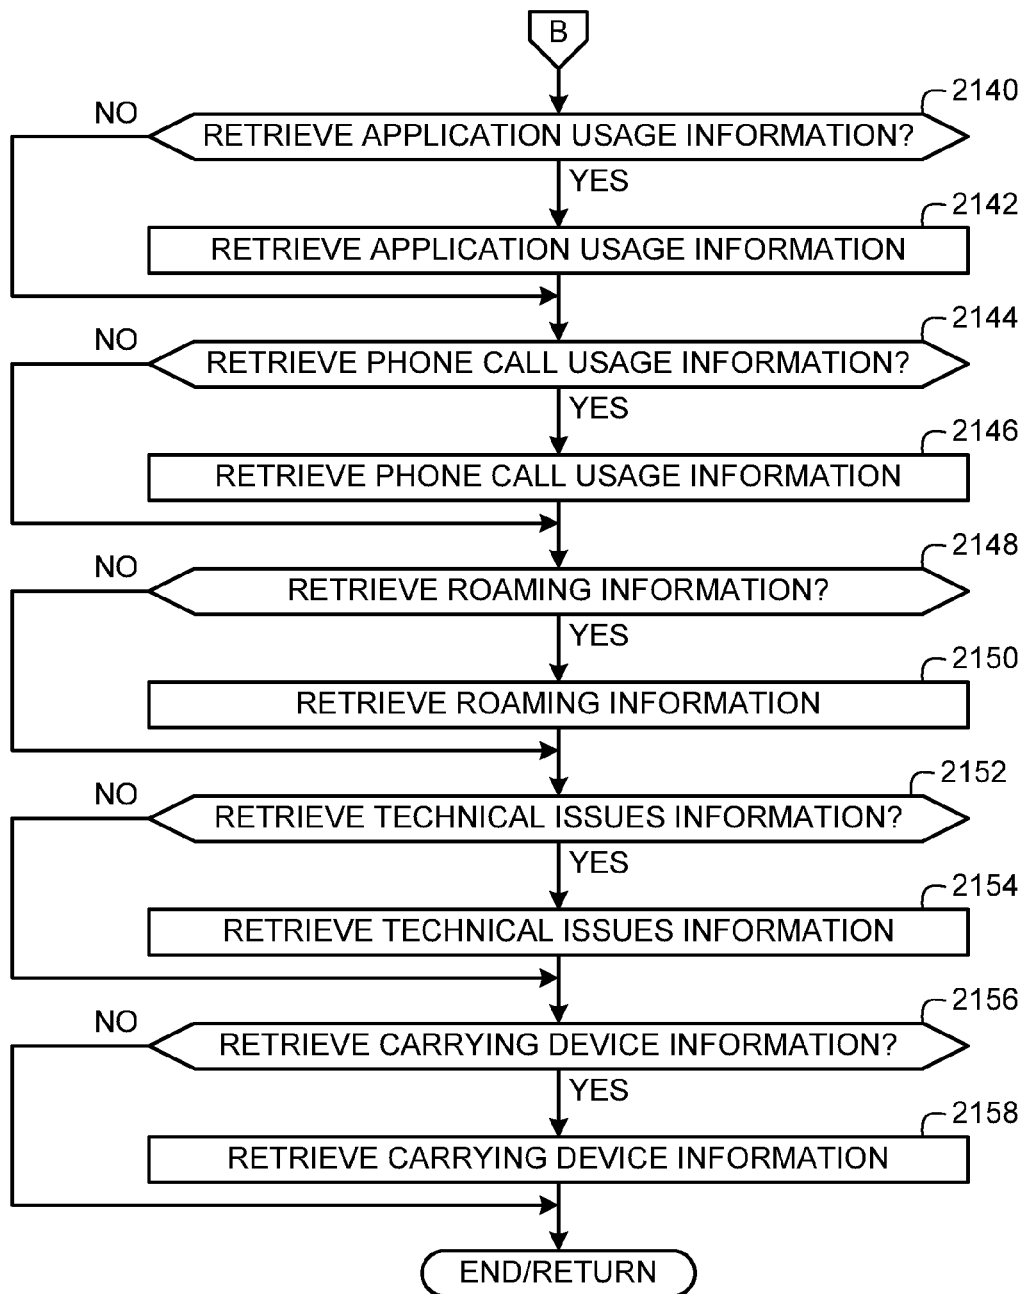 B
2140
NO
RETRIEVE APPLICATION USAGE INFORMATION?
YES
2142
RETRIEVE APPLICATION USAGE INFORMATION
2144
NO
RETRIEVE PHONE CALL USAGE INFORMATION?
YES
2146
RETRIEVE PHONE CALL USAGE INFORMATION
2148
NO
RETRIEVE ROAMING INFORMATION?
YES
2150
RETRIEVE ROAMING INFORMATION
2152
NO
RETRIEVE TECHNICAL ISSUES INFORMATION?
YES
2154
RETRIEVE TECHNICAL ISSUES INFORMATION
2156
NO
RETRIEVE CARRYING DEVICE INFORMATION?
YES
2158
RETRIEVE CARRYING DEVICE INFORMATION
END/RETURN